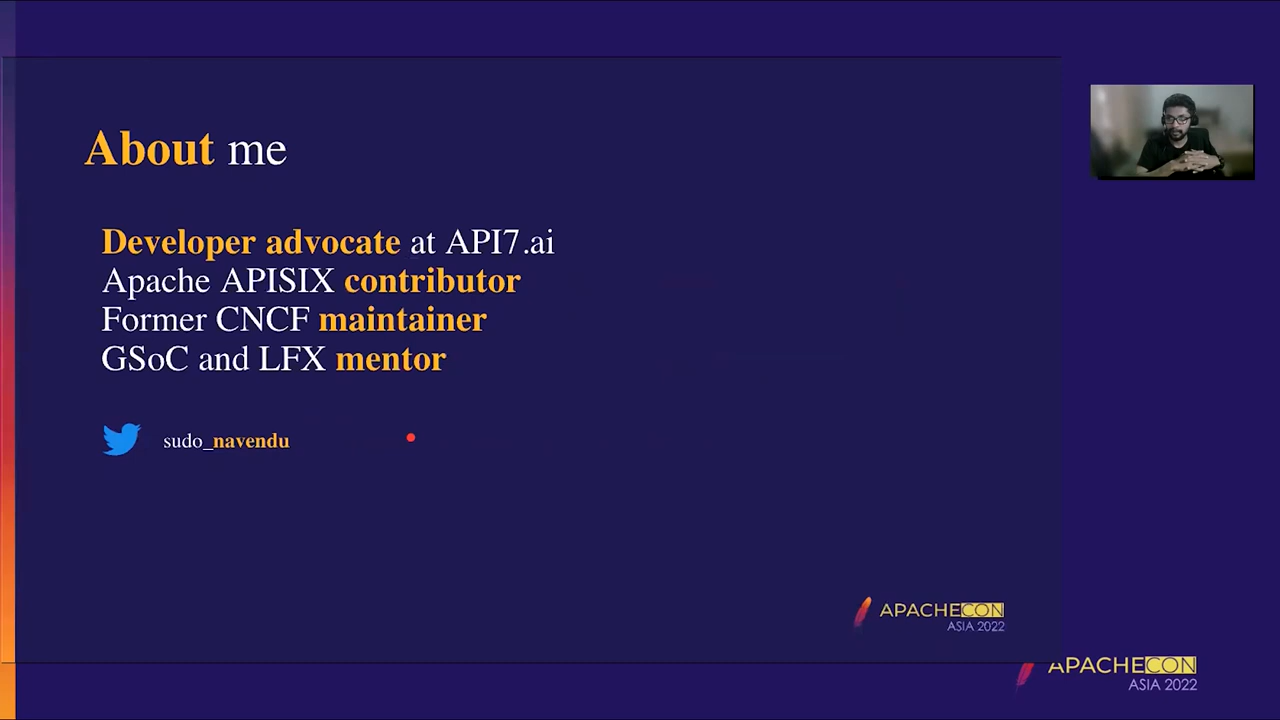 About me
Developer advocate at API7.ai
Apache APISIX contributor
Former CNCF maintainer
GSoC and LFX mentor
sudo_navendu
APACHECON
ASIA 2022
APACHECON
ASIA 2022